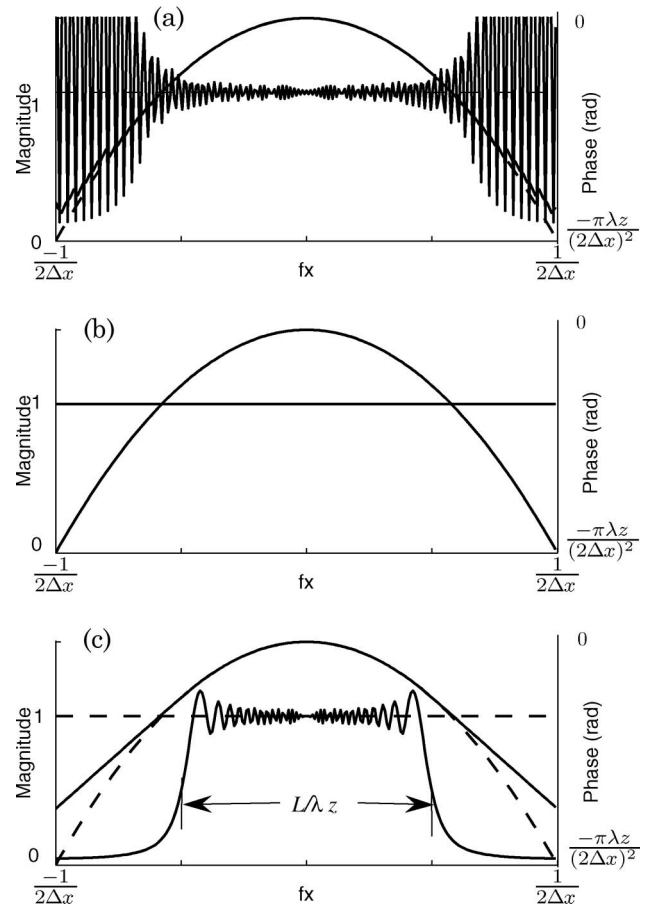 (a)
0
1
Magnitude
Phase (rad)
0
-πλz/(2Δx)²
-1/2Δx
fx
1/2Δx
(b)
0
1
Magnitude
Phase (rad)
0
-πλz/(2Δx)²
-1/2Δx
fx
1/2Δx
(c)
0
1
Magnitude
Phase (rad)
L/λz
0
-πλz/(2Δx)²
-1/2Δx
fx
1/2Δx